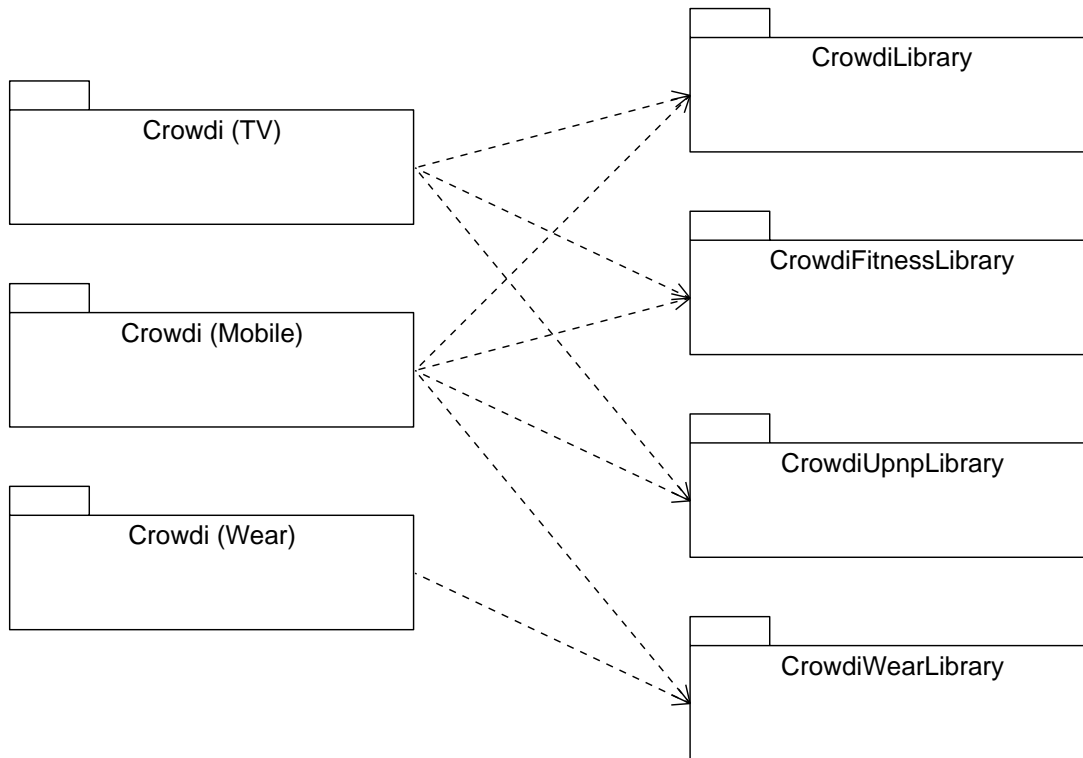 CrowdiLibrary
Crowdi (TV)
CrowdiFitnessLibrary
Crowdi (Mobile)
CrowdiUpnpLibrary
Crowdi (Wear)
CrowdiWearLibrary